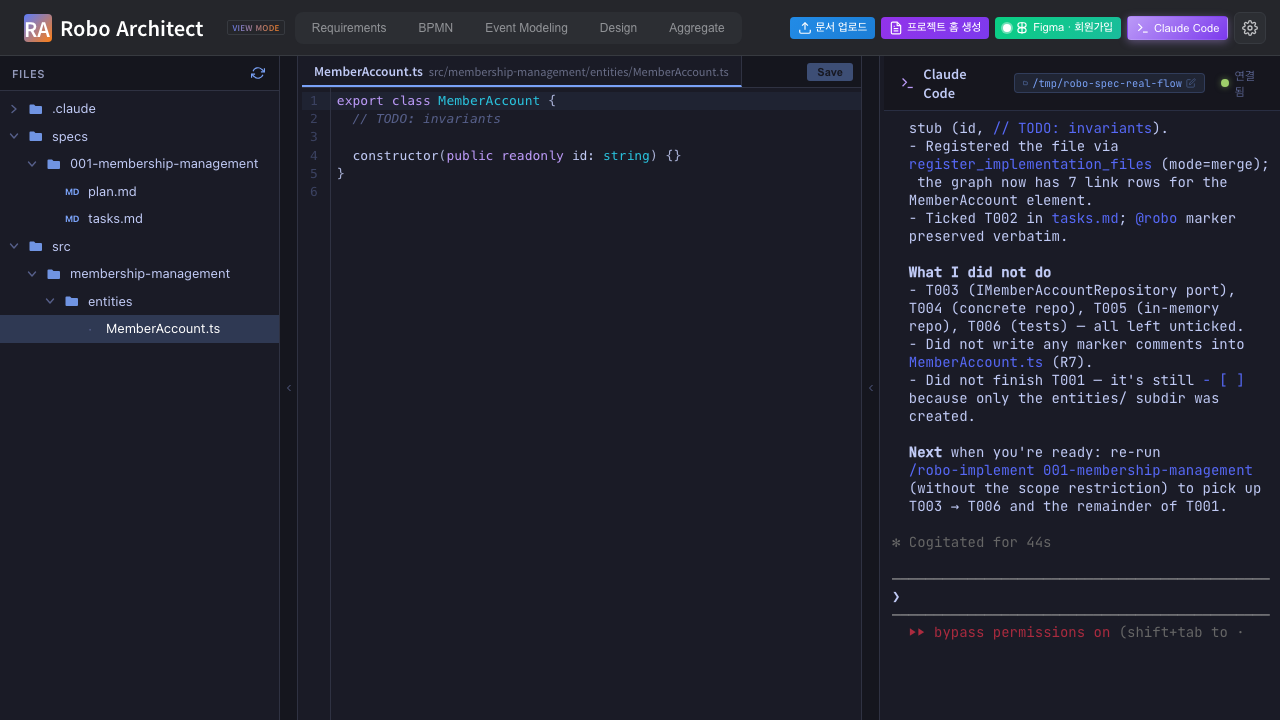 RA Robo Architect VIEW MODE Requirements BPMN Event Modeling Design Aggregate 문서 업로드 프로젝트 홈 생성 Figma · 회원가입 Claude Code
FILES
.claude
specs
001-membership-management
MD plan.md
MD tasks.md
src
membership-management
entities
MemberAccount.ts
MemberAccount.ts src/membership-management/entities/MemberAccount.ts Save
1 export class MemberAccount {
2 // TODO: invariants
3
4 constructor(public readonly id: string) {}
5 }
6
Claude Code /tmp/robo-spec-real-flow 연결됨
stub (id, // TODO: invariants).
- Registered the file via
register_implementation_files (mode=merge);
the graph now has 7 link rows for the
MemberAccount element.
- Ticked T002 in tasks.md; @robo marker
preserved verbatim.
What I did not do
- T003 (IMemberAccountRepository port),
T004 (concrete repo), T005 (in-memory
repo), T006 (tests) — all left unticked.
- Did not write any marker comments into
MemberAccount.ts (R7).
- Did not finish T001 — it's still - [ ]
because only the entities/ subdir was
created.
Next when you're ready: re-run
/robo-implement 001-membership-management
(without the scope restriction) to pick up
T003 → T006 and the remainder of T001.
✻ Cogitated for 44s
❯
⏵⏵ bypass permissions on (shift+tab to ·